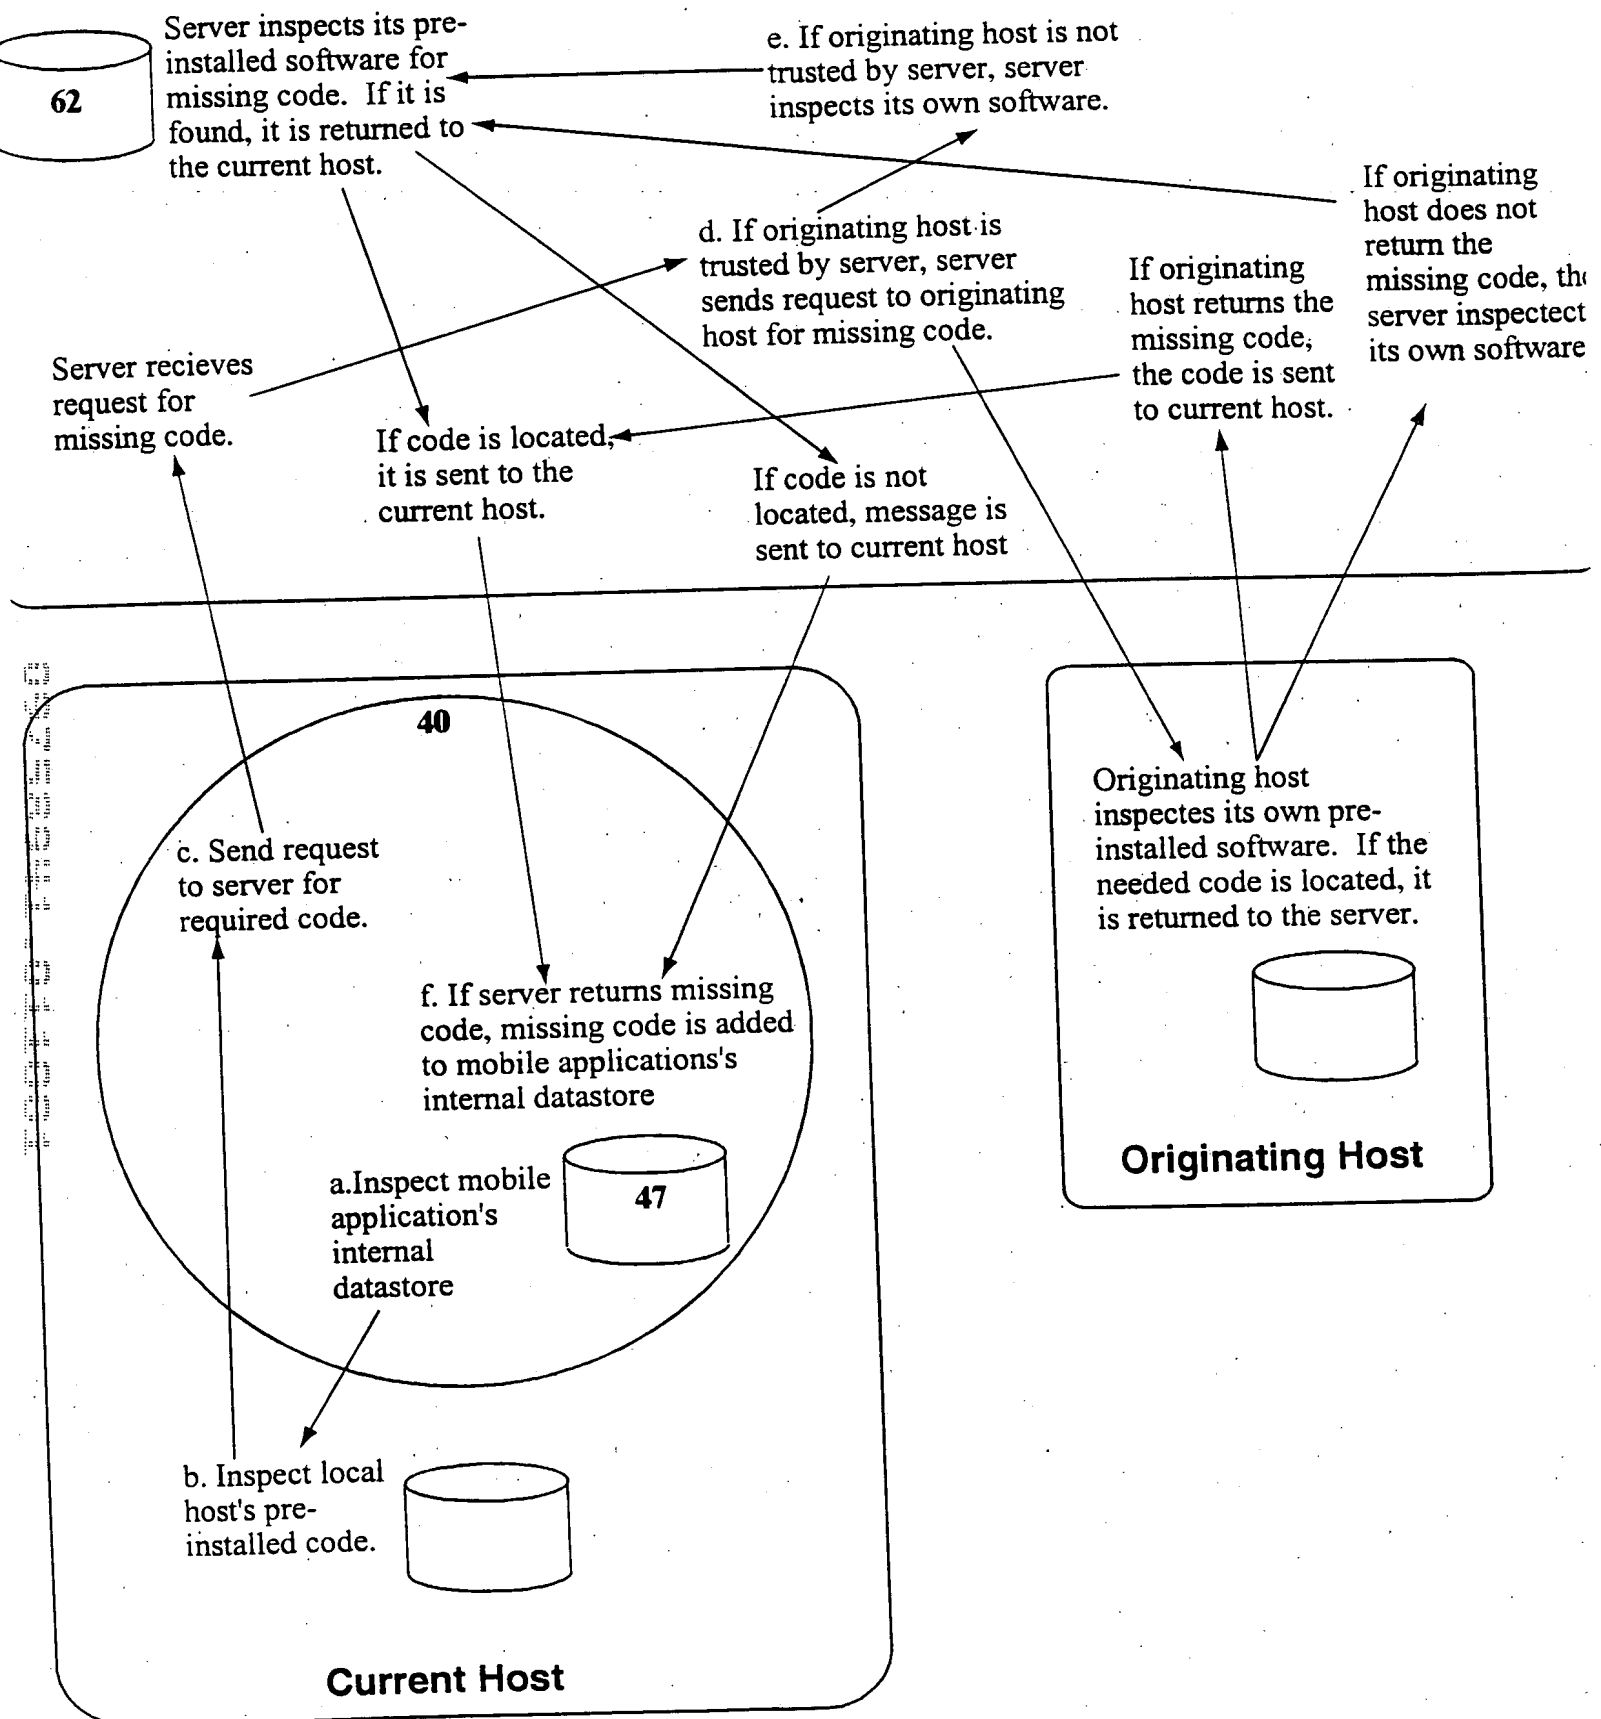 Server inspects its pre-
installed software for
missing code. If it is
found, it is returned to
the current host.
62
e. If originating host is not
trusted by server, server
inspects its own software.
d. If originating host is
trusted by server, server
sends request to originating
host for missing code.
If originating
host returns the
missing code,
the code is sent
to current host.
If originating
host does not
return the
missing code, the
server inspectect
its own software
Server recieves
request for
missing code.
If code is located,
it is sent to the
current host.
If code is not
located, message is
sent to current host
40
c. Send request
to server for
required code.
f. If server returns missing
code, missing code is added
to mobile applications's
internal datastore
a.Inspect mobile
application's
internal
datastore
47
b. Inspect local
host's pre-
installed code.
Current Host
Originating host
inspectes its own pre-
installed software. If the
needed code is located, it
is returned to the server.
Originating Host